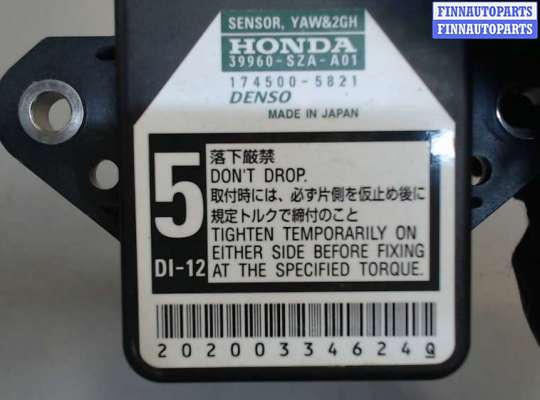 FINNAUTOPARTS
FINNAUTOPARTS
SENSOR, YAW&2GH
HONDA
39960-SZA-A01
174500-5821
DENSO
MADE IN JAPAN
5
DI-12
落下厳禁
DON'T DROP.
取付時には、必ず片側を仮止め後に
規定トルクで締付のこと
TIGHTEN TEMPORARILY ON
EITHER SIDE BEFORE FIXING
AT THE SPECIFIED TORQUE.
20200334624Q